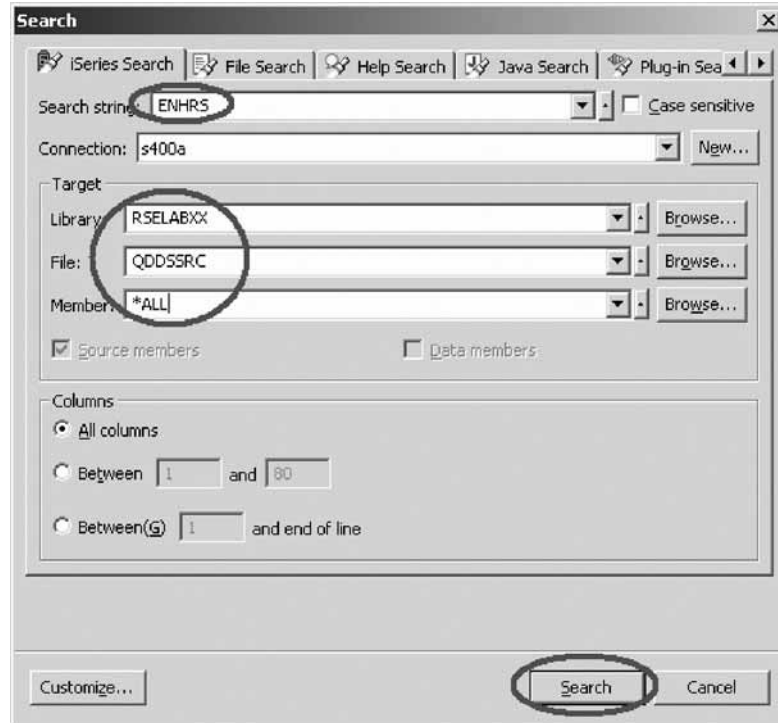 Search
iSeries Search File Search Help Search Java Search Plug-in Sea
Search string: ENHRS Case sensitive
Connection: s400a New...
Target
Library: RSELABXX Browse...
File: QDDSSRC Browse...
Member: *ALL Browse...
Source members Data members
Columns
All columns
Between 1 and 80
Between(G) 1 and end of line
Customize... Search Cancel